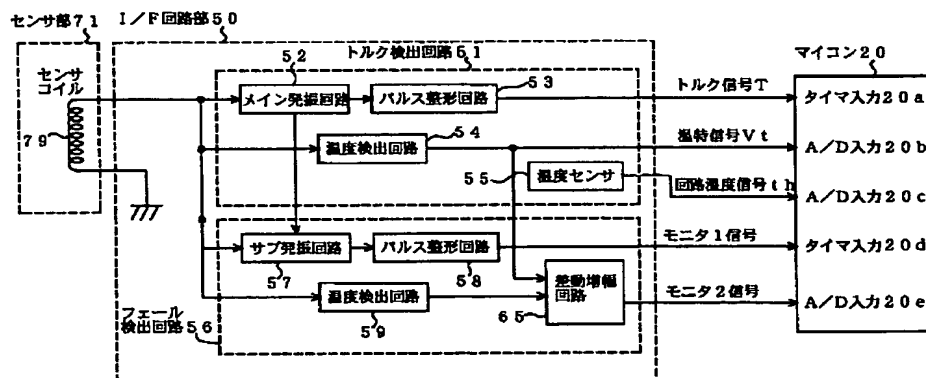 センサ部71
I/F回路部50
トルク検出回路51
52
マイコン20
センサ
コイル
79
メイン発振回路
パルス整形回路
53
トルク信号T
タイマ入力20a
温度検出回路
54
温特信号Vt
A/D入力20b
55
温度センサ
回路温度信号th
A/D入力20c
サブ発振回路
57
パルス整形回路
58
モニタ1信号
タイマ入力20d
温度検出回路
59
差動増幅
回路
65
モニタ2信号
A/D入力20e
フェール
検出回路56